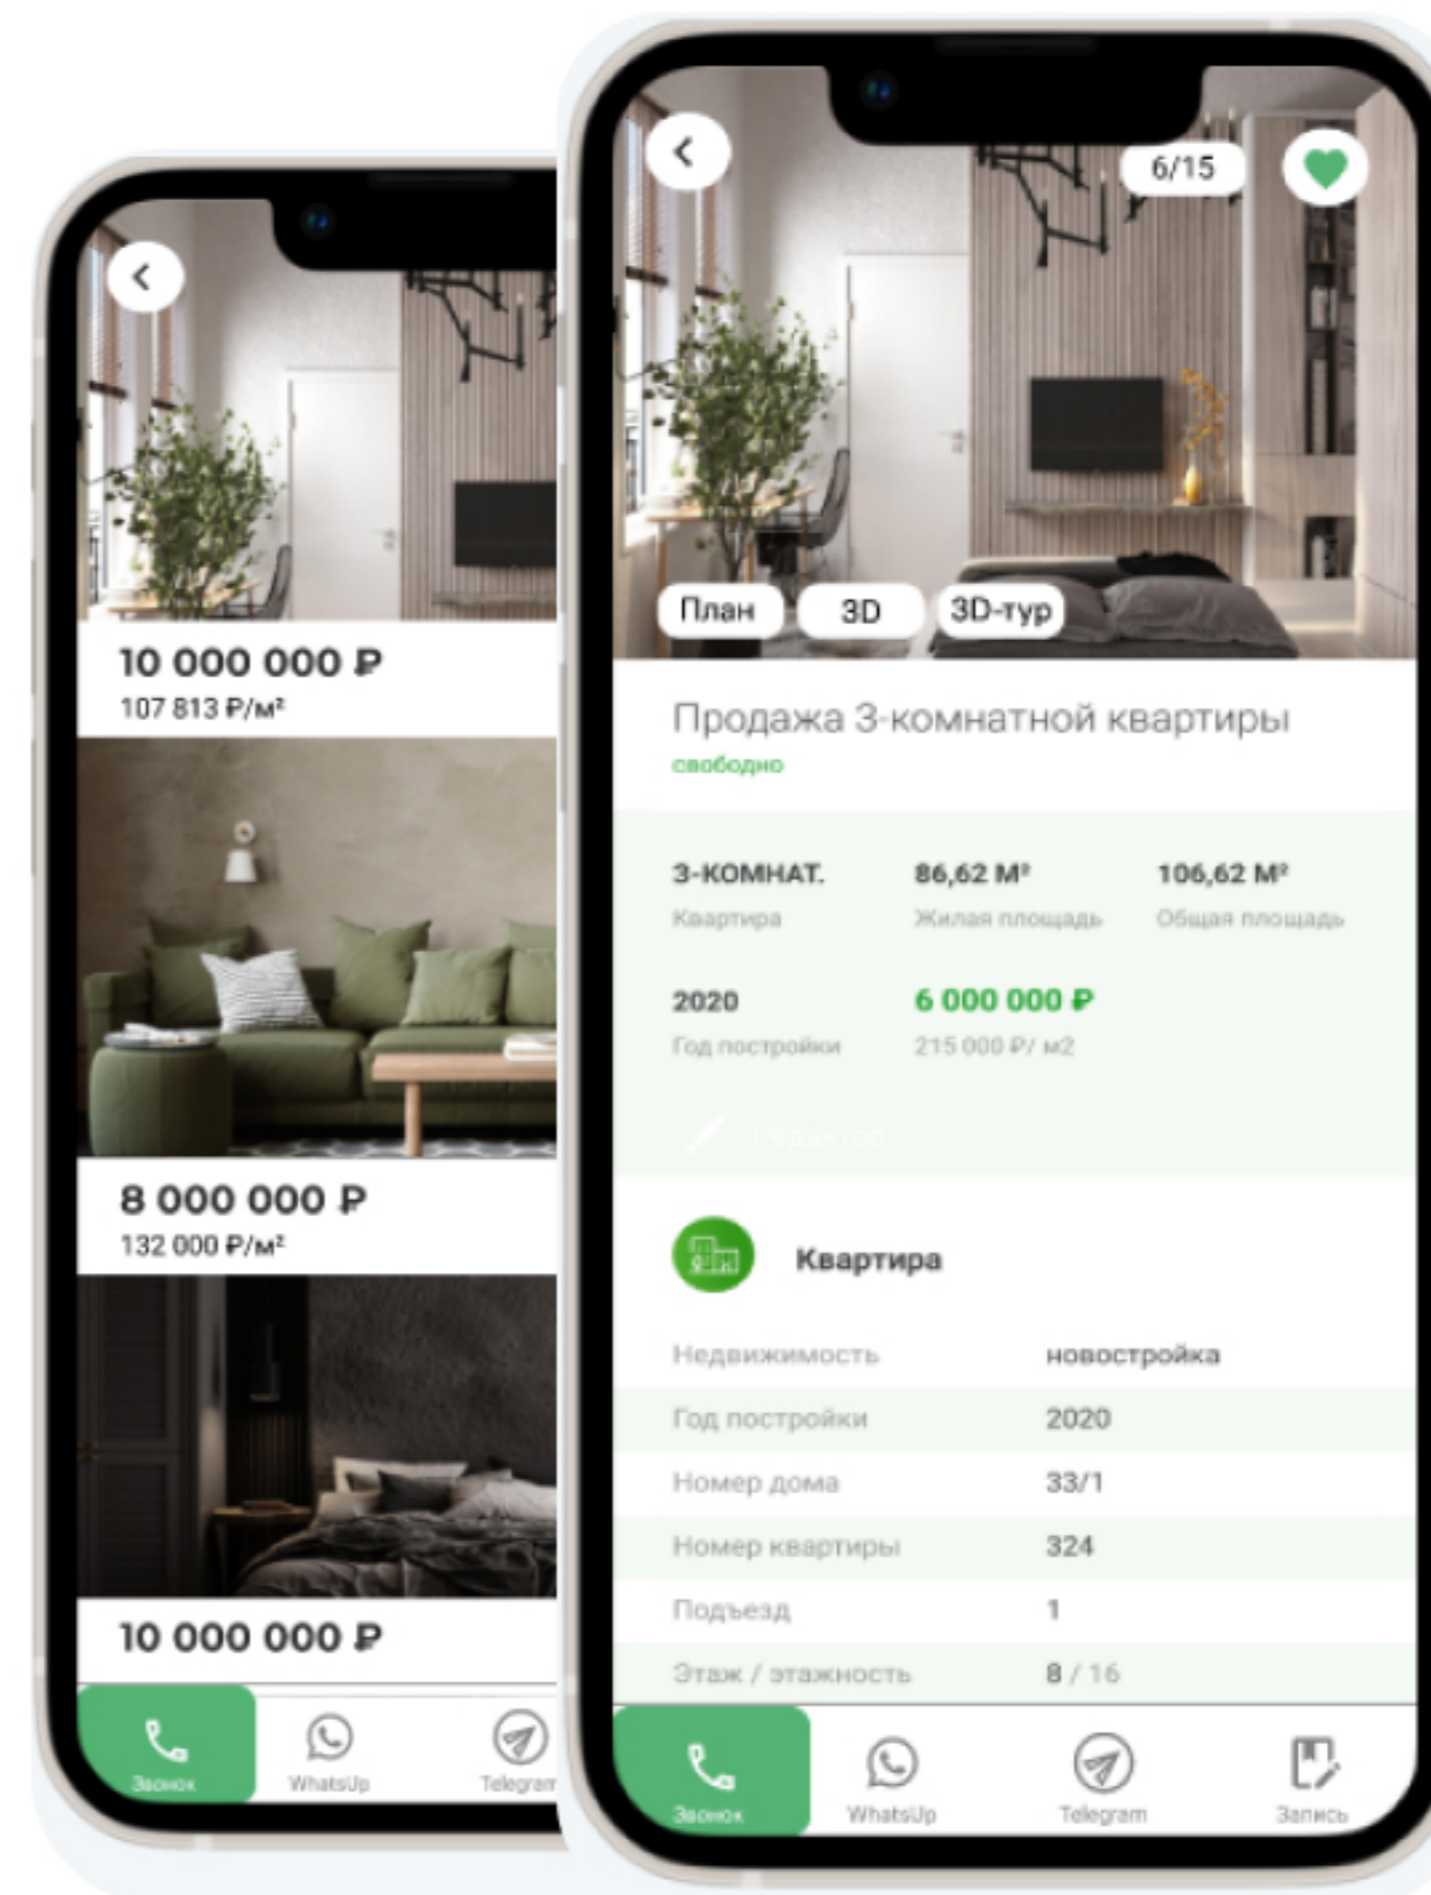 10 000 000 ₽
107 813 ₽/м²
8 000 000 ₽
132 000 ₽/м²
10 000 000 ₽
Звонок
WhatsUp
Telegram
6/15
План
3D
3D-тур
Продажа 3-комнатной квартиры
свободно
3-КОМНАТ.
86,62 М²
106,62 М²
Квартира
Жилая площадь
Общая площадь
2020
6 000 000 ₽
Год постройки
215 000 ₽/ м2
Редактор
Квартира
Недвижимость
новостройка
Год постройки
2020
Номер дома
33/1
Номер квартиры
324
Подъезд
1
Этаж / этажность
8 / 16
Звонок
WhatsUp
Telegram
Запись